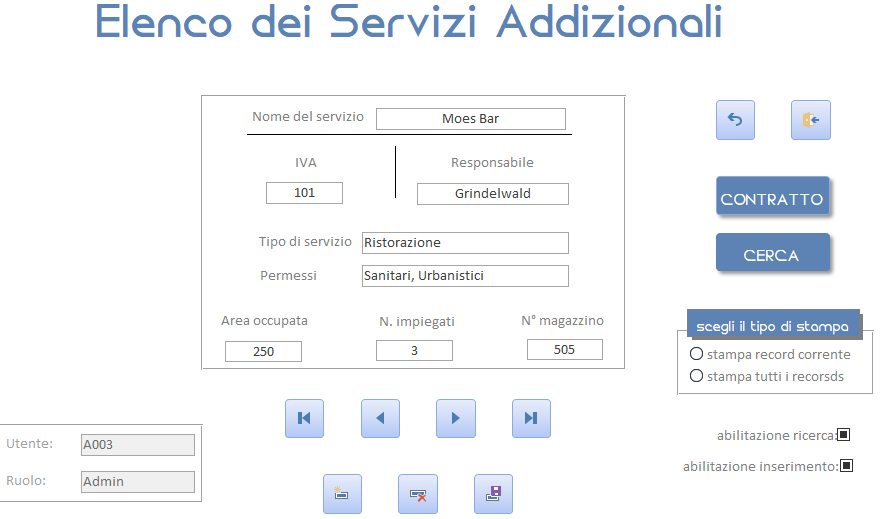 Elenco dei Servizi Addizionali
Nome del servizio Moes Bar
IVA Responsabile
101 Grindelwald
Tipo di servizio Ristorazione
Permessi Sanitari, Urbanistici
Area occupata N. impiegati N° magazzino
250 3 505
CONTRATTO
CERCA
scegli il tipo di stampa
stampa record corrente
stampa tutti i recorsds
abilitazione ricerca:
abilitazione inserimento:
Utente: A003
Ruolo: Admin